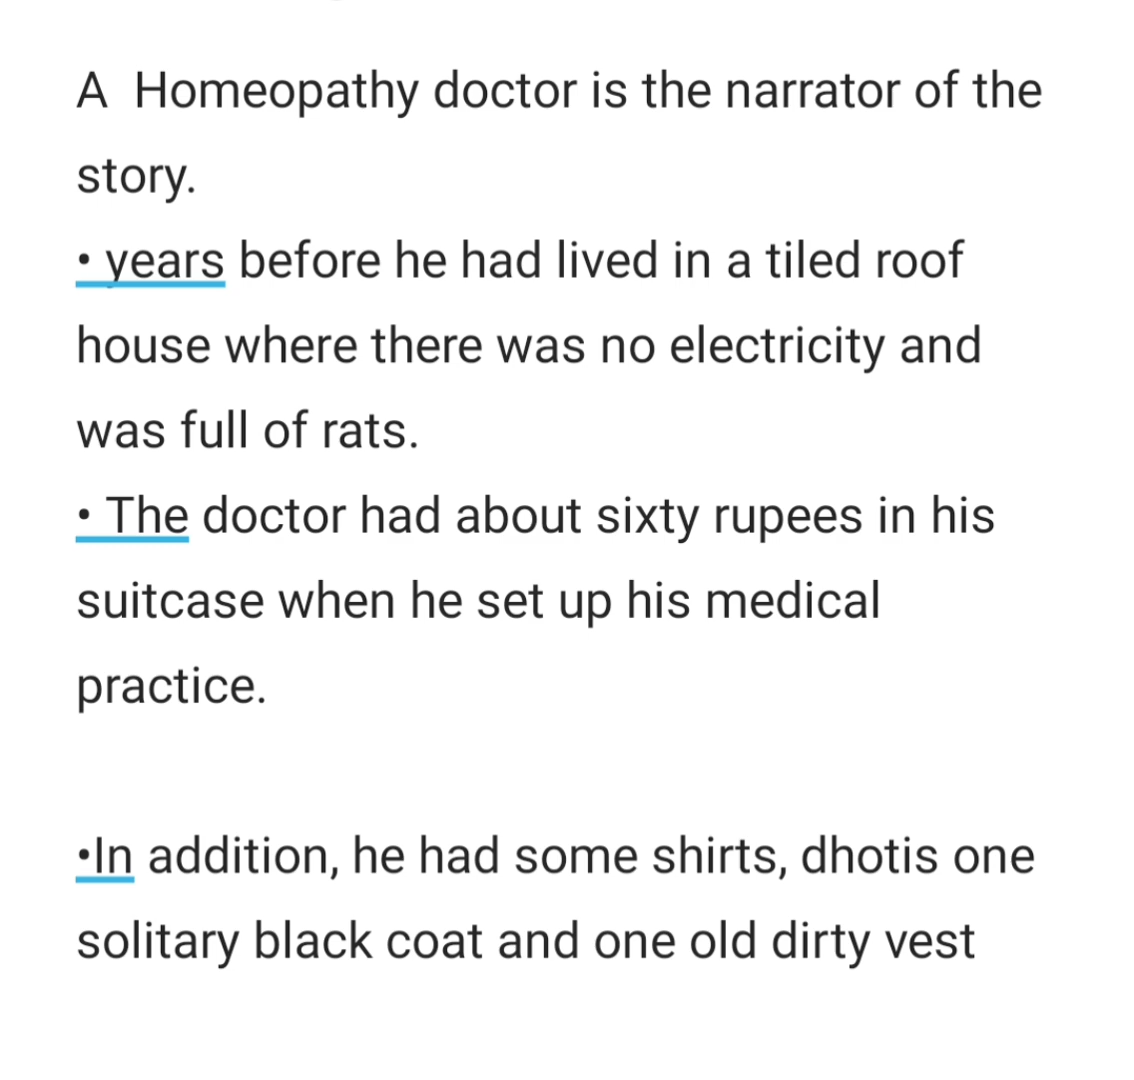 A  Homeopathy doctor is the narrator of the
story.
• years before he had lived in a tiled roof
house where there was no electricity and
was full of rats.
• The doctor had about sixty rupees in his
suitcase when he set up his medical
practice.
•In addition, he had some shirts, dhotis one
solitary black coat and one old dirty vest